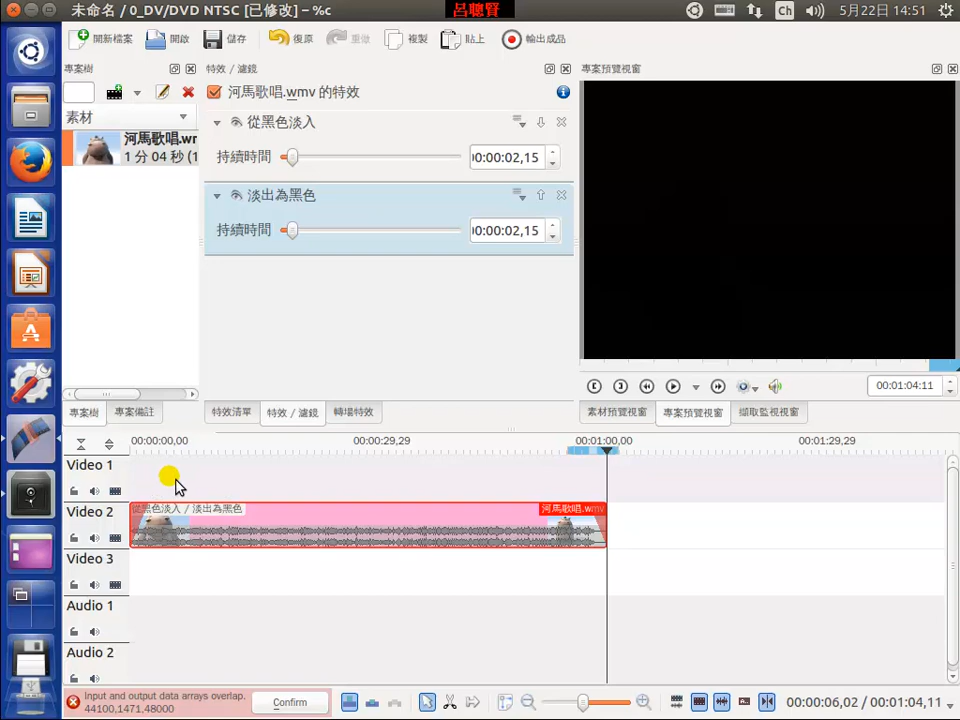 未命名 / 0_DV/DVD NTSC [已修改] – %c
呂聰賢
Ch
5月22日 14:51
開新檔案
開啟
儲存
復原
重做
複製
貼上
輸出成品
專案樹
特效 / 濾鏡
專案預覽視窗
河馬歌唱.wmv 的特效
素材
河馬歌唱.wr
1 分 04 秒 (1
從黑色淡入
持續時間
00:00:02,15
淡出為黑色
持續時間
00:00:02,15
00:01:04:11
專案樹
專案備註
特效清單
特效 / 濾鏡
轉場特效
素材預覽視窗
專案預覽視窗
擷取監視視窗
00:00:00,00
00:00:29,29
00:01:00,00
00:01:29,29
Video 1
Video 2
從黑色淡入 / 淡出為黑色
河馬歌唱.wmv
Video 3
Audio 1
Audio 2
Input and output data arrays overlap.
44100,1471,48000
Confirm
00:00:06,02 / 00:01:04,11